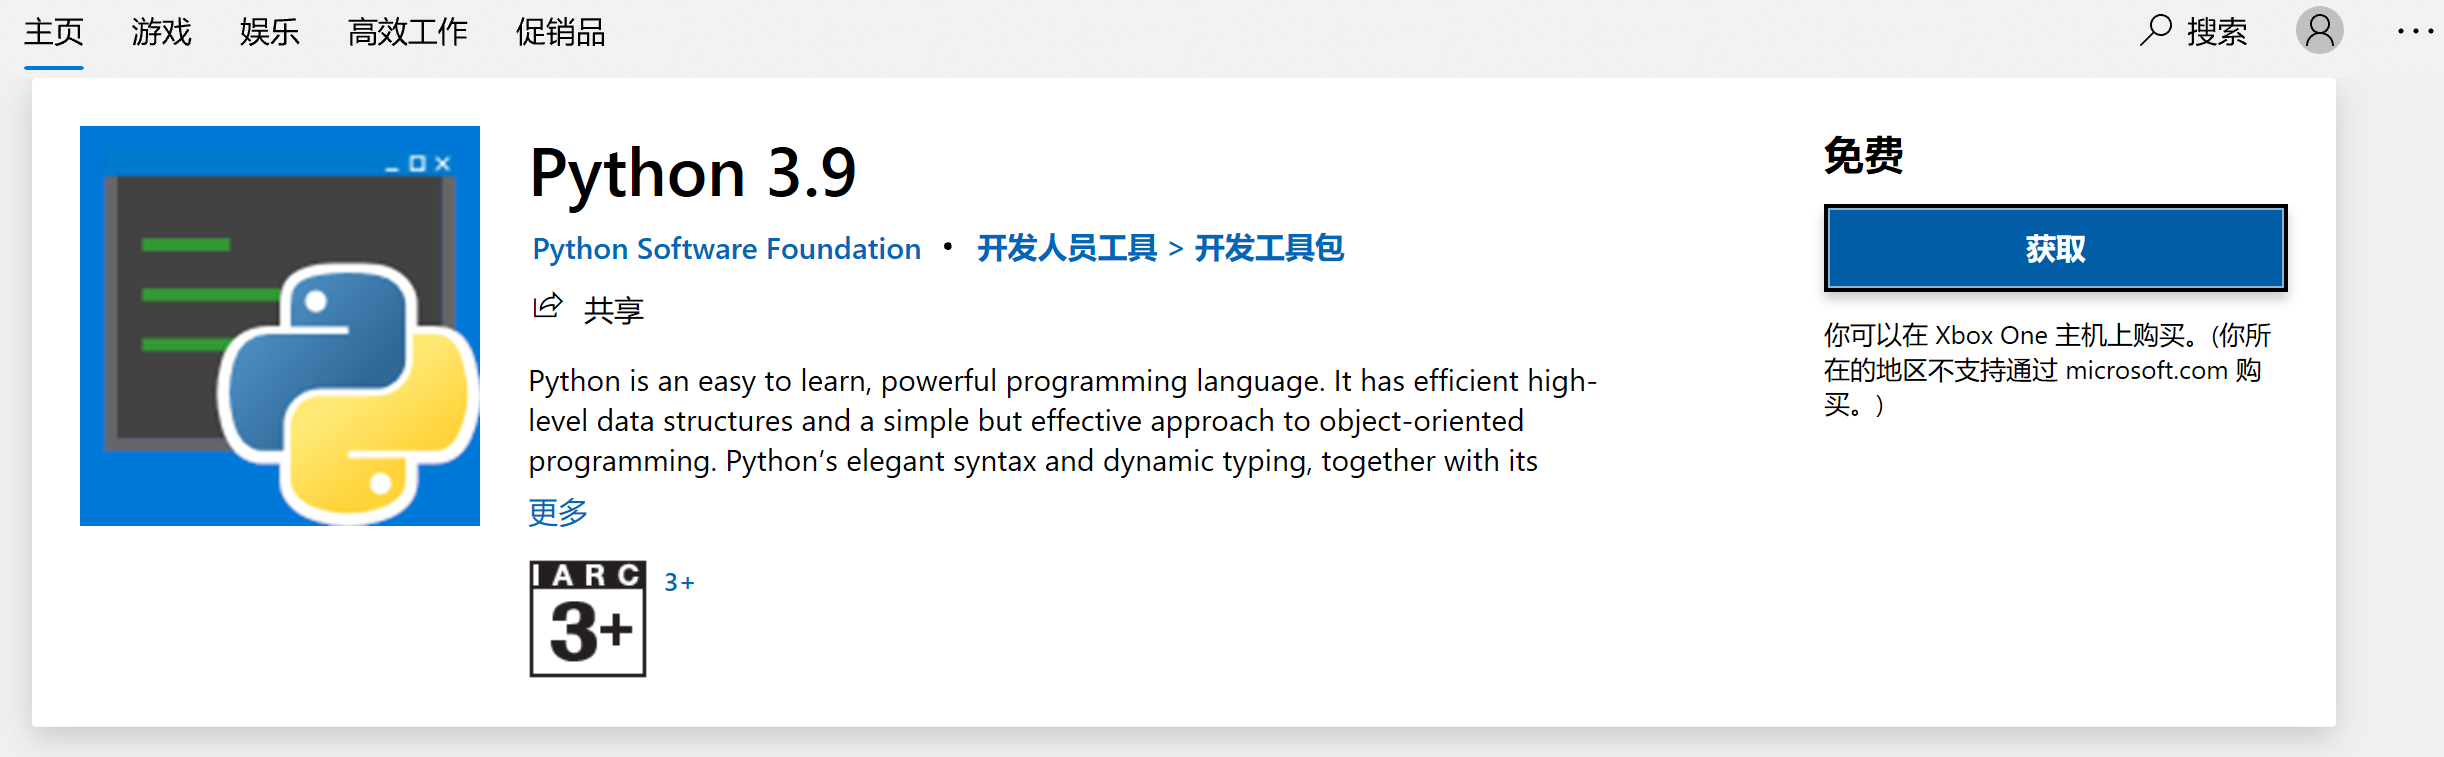 主页 游戏 娱乐 高效工作 促销品 搜索
Python 3.9
Python Software Foundation • 开发人员工具 > 开发工具包
共享
Python is an easy to learn, powerful programming language. It has efficient high-
level data structures and a simple but effective approach to object-oriented
programming. Python’s elegant syntax and dynamic typing, together with its
更多
IARC
3+
3+
免费
获取
你可以在 Xbox One 主机上购买。(你所
在的地区不支持通过 microsoft.com 购
买。)